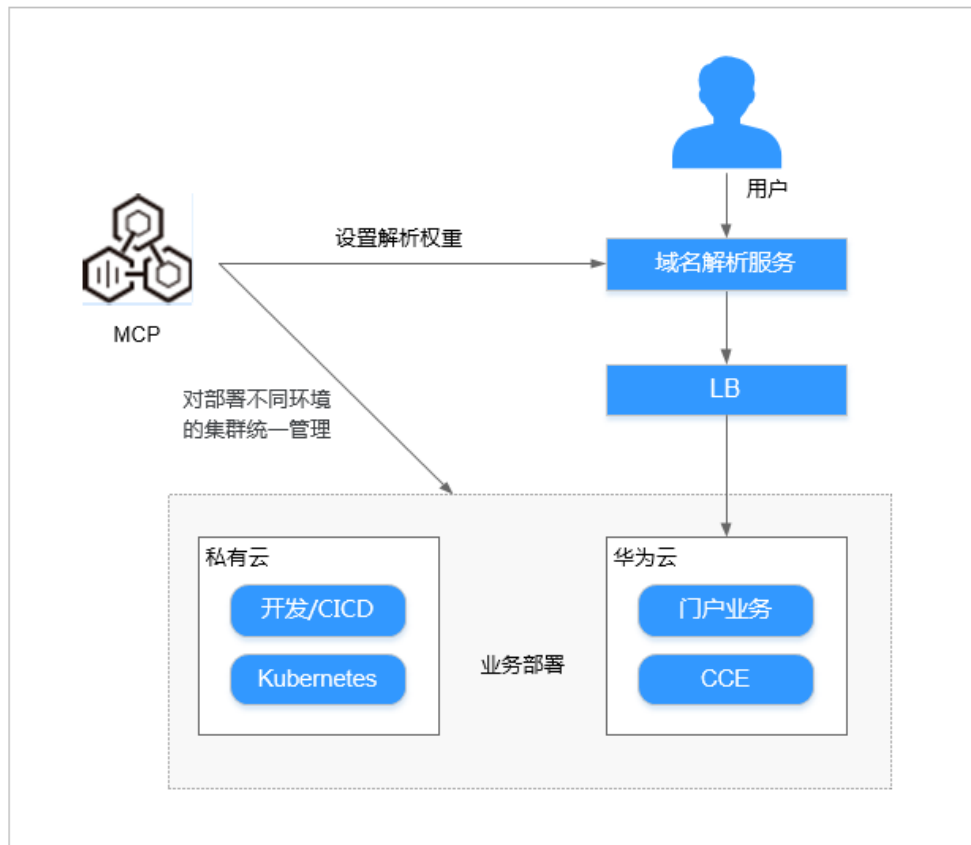 用户
设置解析权重
域名解析服务
MCP
LB
对部署不同环境
的集群统一管理
私有云
开发/CICD
Kubernetes
业务部署
华为云
门户业务
CCE